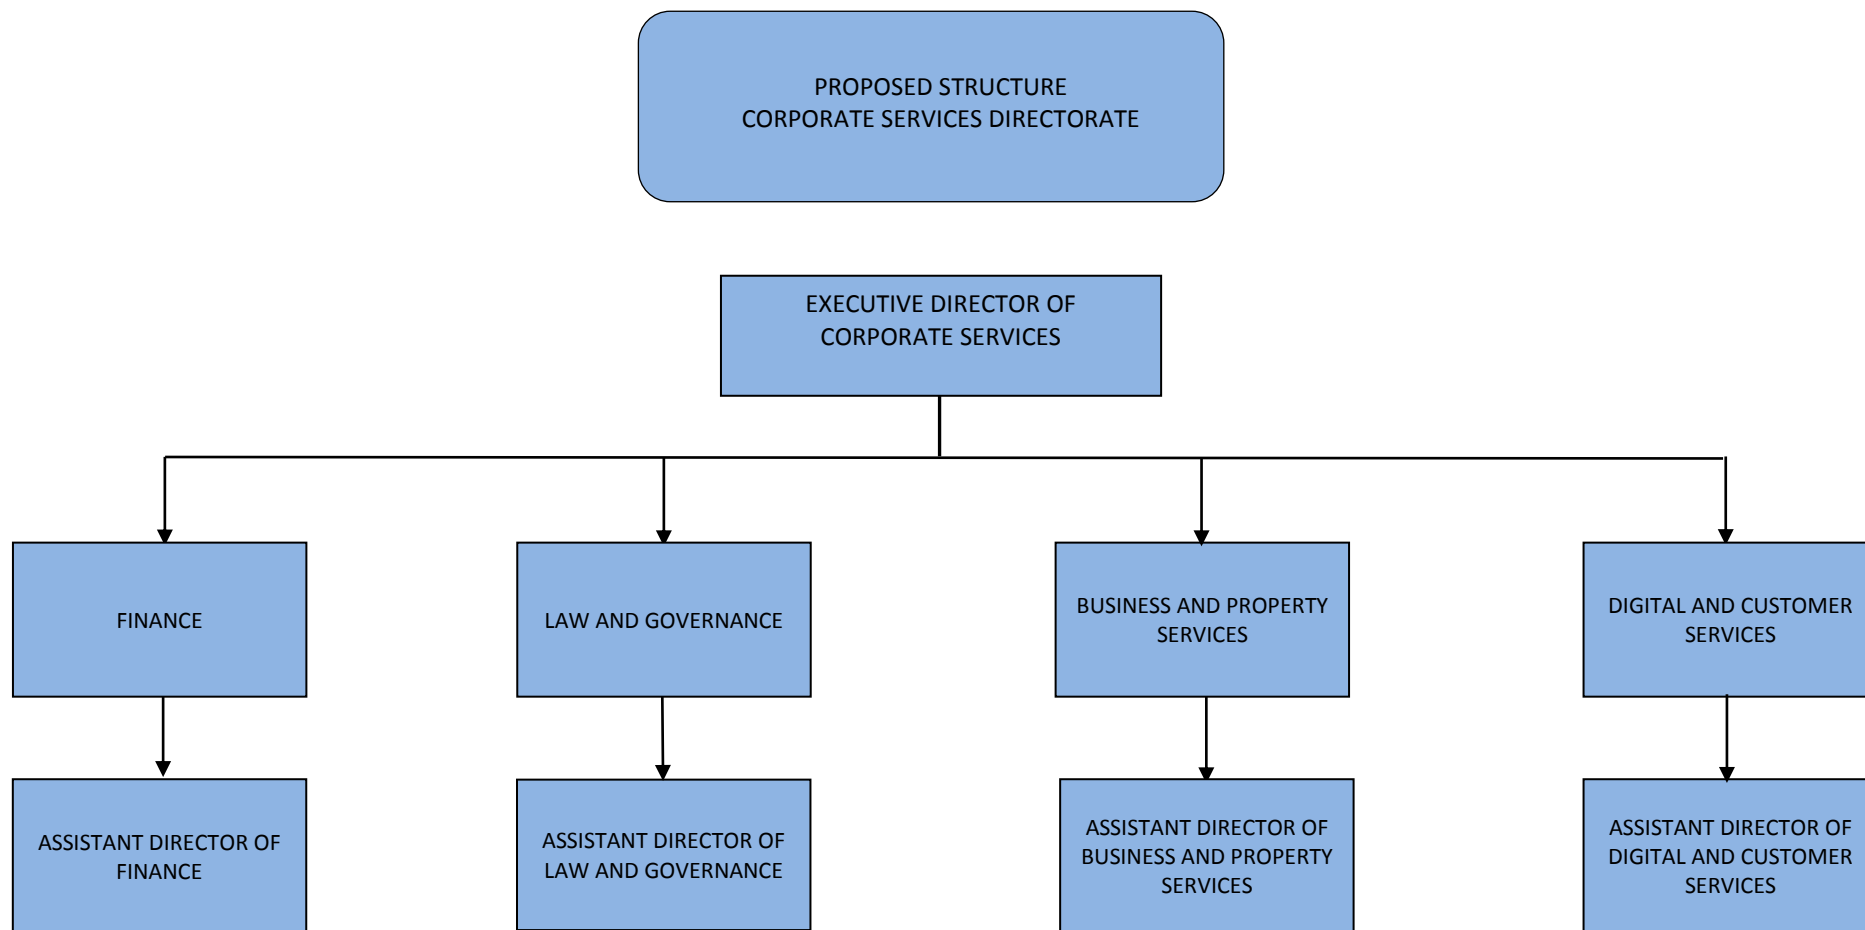 PROPOSED STRUCTURE
CORPORATE SERVICES DIRECTORATE
EXECUTIVE DIRECTOR OF
CORPORATE SERVICES
FINANCE
LAW AND GOVERNANCE
BUSINESS AND PROPERTY
SERVICES
DIGITAL AND CUSTOMER
SERVICES
ASSISTANT DIRECTOR OF
FINANCE
ASSISTANT DIRECTOR OF
LAW AND GOVERNANCE
ASSISTANT DIRECTOR OF
BUSINESS AND PROPERTY
SERVICES
ASSISTANT DIRECTOR OF
DIGITAL AND CUSTOMER
SERVICES